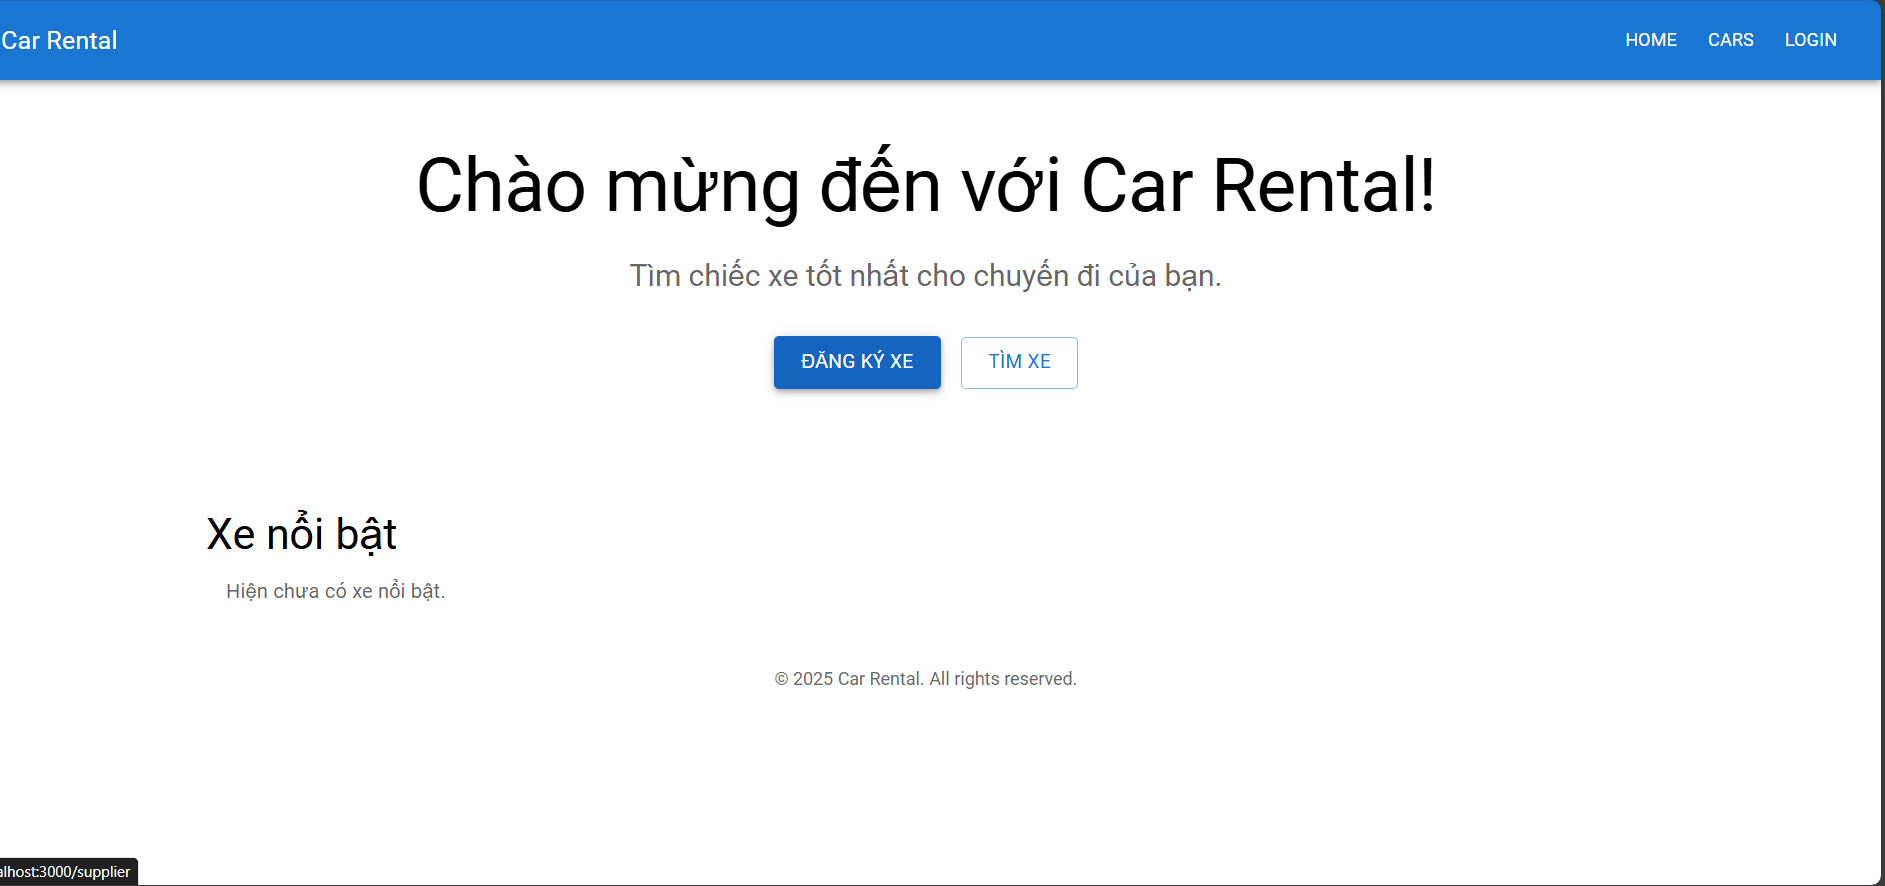 Car Rental
HOME CARS LOGIN
Chào mừng đến với Car Rental!
Tìm chiếc xe tốt nhất cho chuyến đi của bạn.
ĐĂNG KÝ XE TÌM XE
Xe nổi bật
Hiện chưa có xe nổi bật.
© 2025 Car Rental. All rights reserved.
alhost:3000/supplier